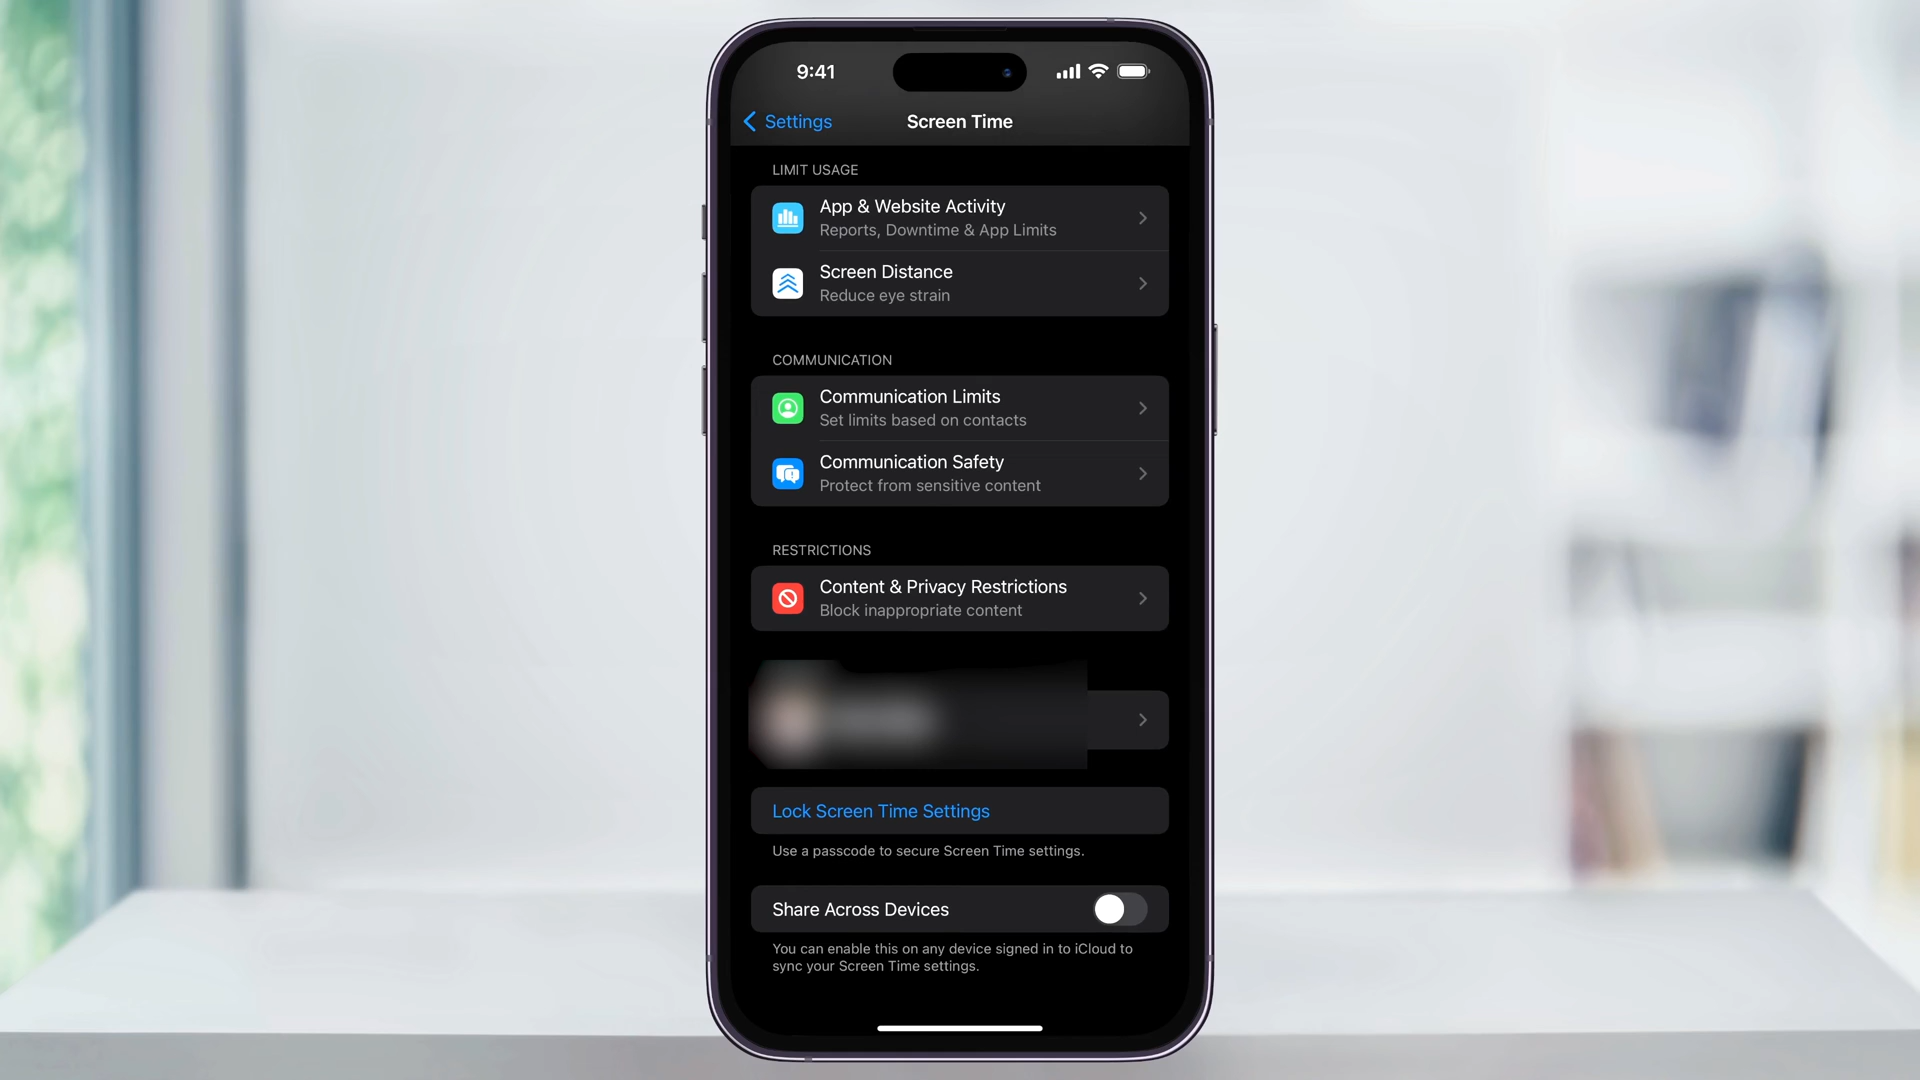 9:41
Settings
Screen Time
LIMIT USAGE
App & Website Activity
Reports, Downtime & App Limits
Screen Distance
Reduce eye strain
COMMUNICATION
Communication Limits
Set limits based on contacts
Communication Safety
Protect from sensitive content
RESTRICTIONS
Content & Privacy Restrictions
Block inappropriate content
Lock Screen Time Settings
Use a passcode to secure Screen Time settings.
Share Across Devices
You can enable this on any device signed in to iCloud to
sync your Screen Time settings.